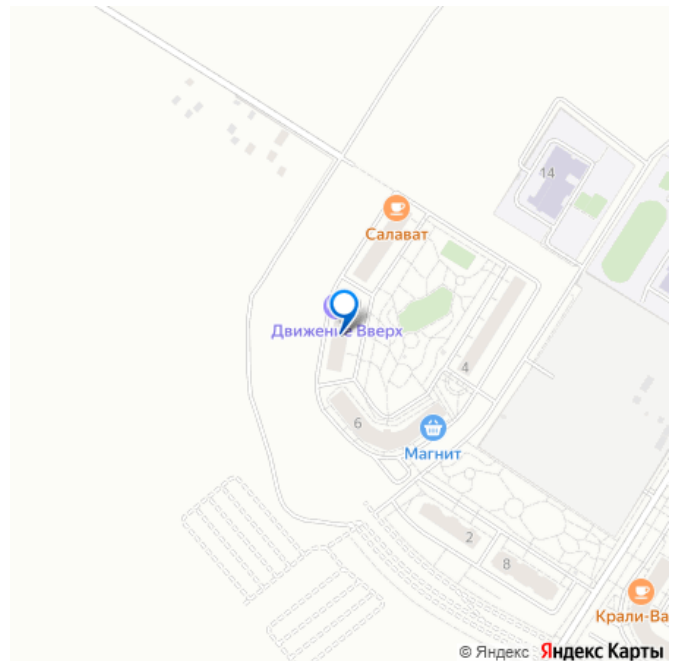 14
Салават
Движение Вверх
4
6
Магнит
2
8
Крали-Ва
© Яндекс Яндекс Карты